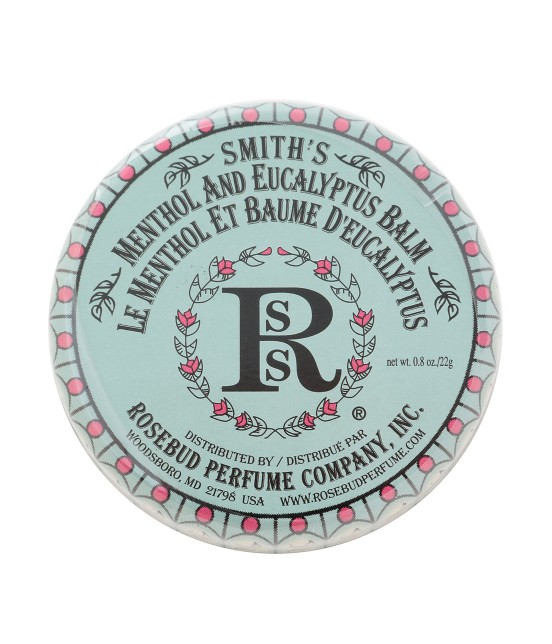 SMITH'S
MENTHOL AND EUCALYPTUS BALM
LE MENTHOL ET BAUME D'EUCALYPTUS
R
S
S
®
net wt. 0.8 oz./22g
DISTRIBUTED BY / DISTRIBUÉ PAR
ROSEBUD PERFUME COMPANY, INC.
WOODSBORO, MD 21798 USA WWW.ROSEBUDPERFUME.COM